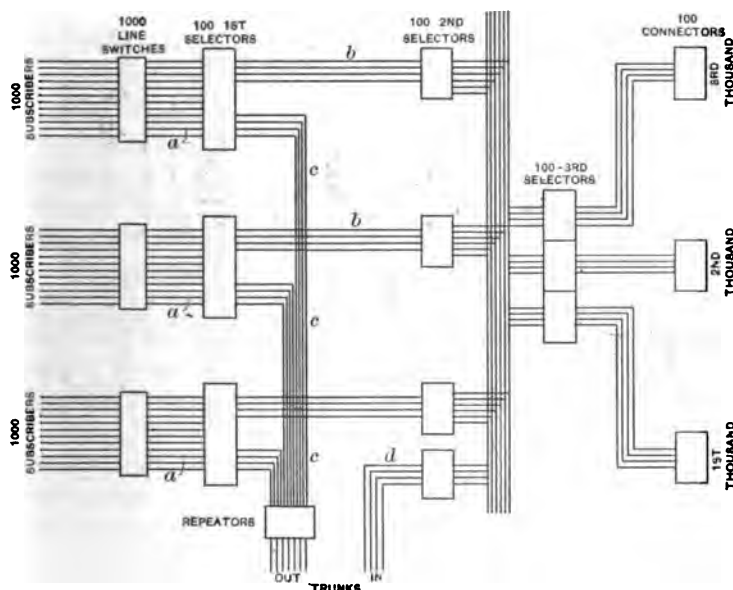 1000
LINE
SWITCHES
100 1ST
SELECTORS
100 2ND
SELECTORS
100
CONNECTORS
b
1000
SUBSCRIBERS
a
c
3RD
THOUSAND
100-3RD
SELECTORS
b
1000
SUBSCRIBERS
a
c
2ND
THOUSAND
1000
SUBSCRIBERS
a
c
d
1ST
THOUSAND
REPEATORS
OUT
IN
TRUNKS